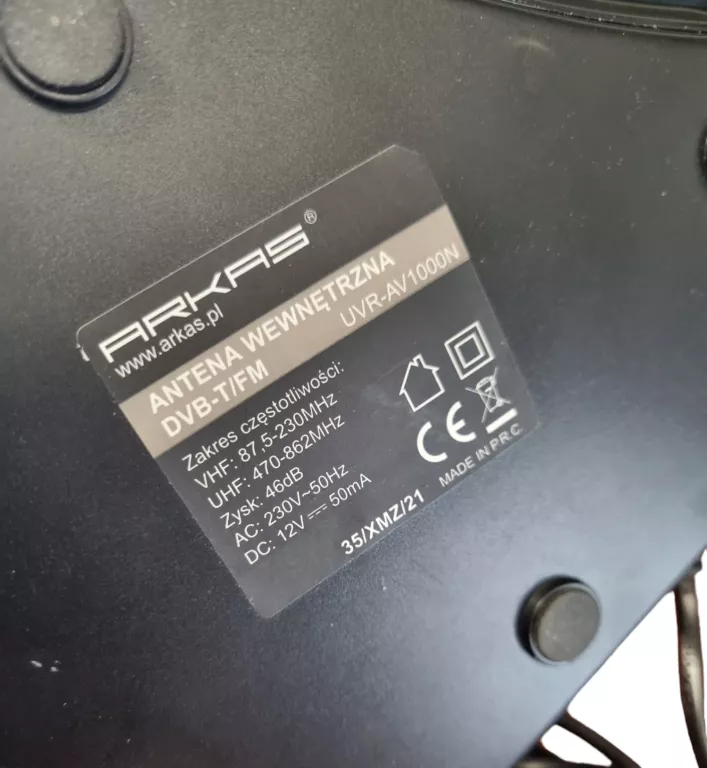 ARKAS®
www.arkas.pl
ANTENA WEWNĘTRZNA
DVB-T/FM
UVR-AV1000N
Zakres częstotliwości:
VHF: 87,5-230MHz
UHF: 470-862MHz
Zysk: 46dB
AC: 230V~50Hz
DC: 12V⎓50mA
CE
35/XMZ/21
MADE IN P.R.C.